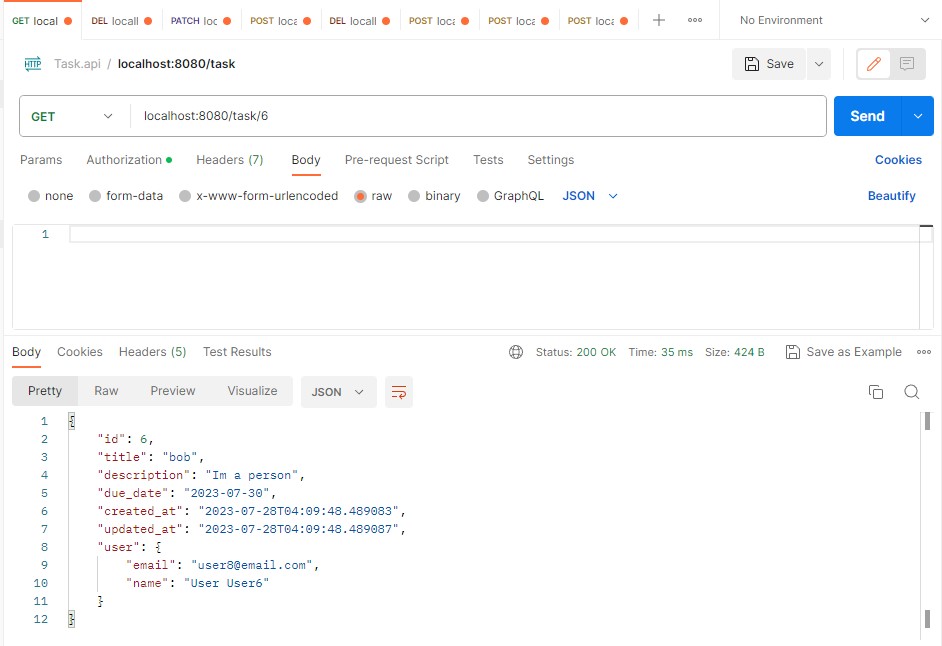 GET local DEL locall PATCH loc POST loca DEL locall POST loca POST loca POST loca No Environment
HTTP Task.api / localhost:8080/task Save
GET localhost:8080/task/6 Send
Params Authorization Headers (7) Body Pre-request Script Tests Settings Cookies
none form-data x-www-form-urlencoded raw binary GraphQL JSON Beautify
1
Body Cookies Headers (5) Test Results Status: 200 OK Time: 35 ms Size: 424 B Save as Example
Pretty Raw Preview Visualize JSON
1 {
2 "id": 6,
3 "title": "bob",
4 "description": "Im a person",
5 "due_date": "2023-07-30",
6 "created_at": "2023-07-28T04:09:48.489083",
7 "updated_at": "2023-07-28T04:09:48.489087",
8 "user": {
9 "email": "user8@email.com",
10 "name": "User User6"
11 }
12 }